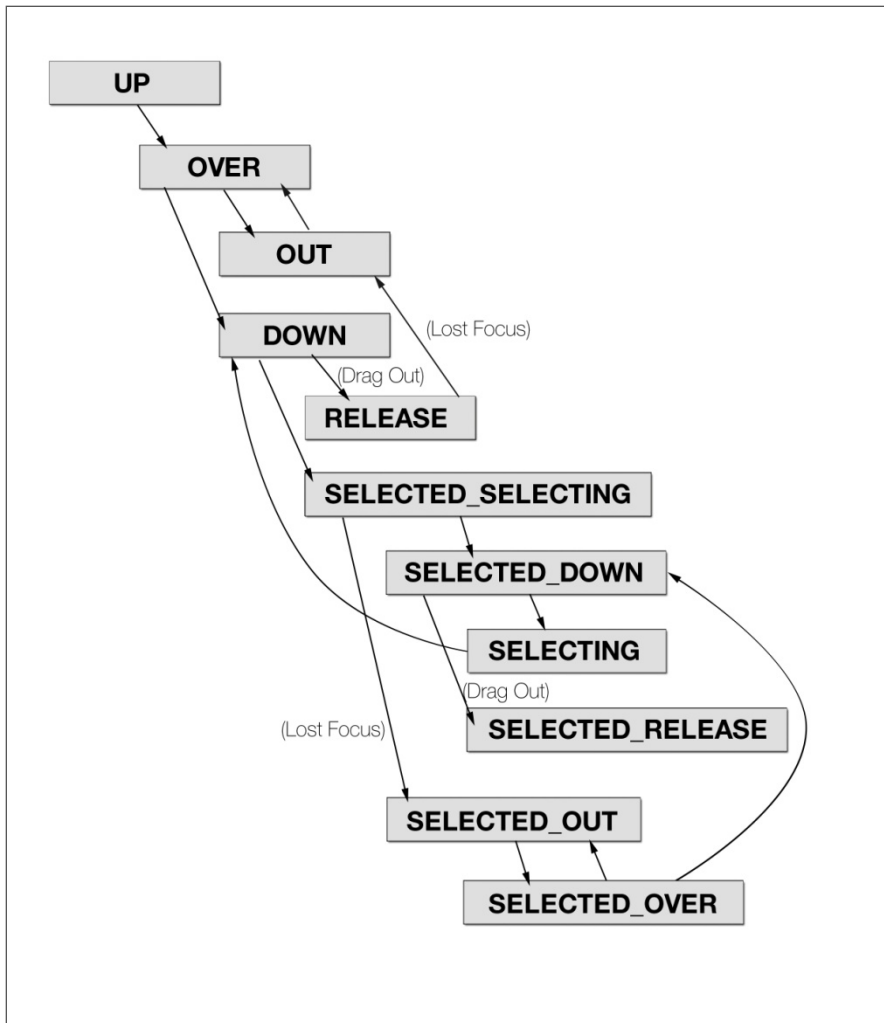 UP
OVER
OUT
DOWN
(Lost Focus)
(Drag Out)
RELEASE
SELECTED_SELECTING
SELECTED_DOWN
SELECTING
(Drag Out)
SELECTED_RELEASE
(Lost Focus)
SELECTED_OUT
SELECTED_OVER